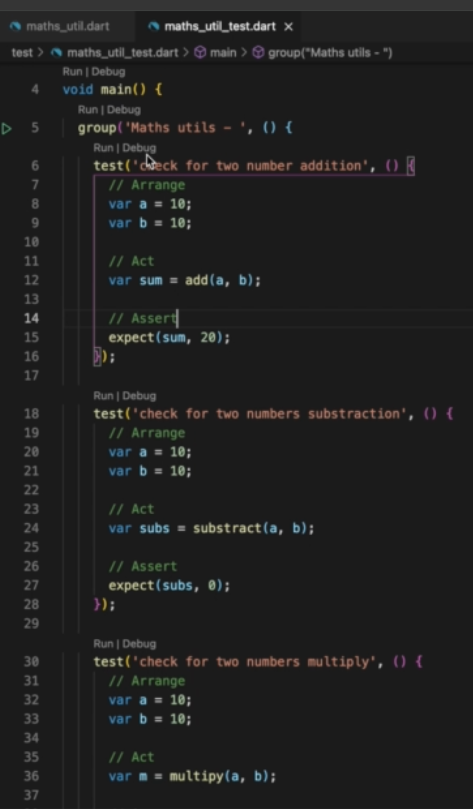 maths_util.dart maths_util_test.dart ×
test > maths_util_test.dart > main > group("Maths utils - ")
Run | Debug
4 void main() {
Run | Debug
5 group('Maths utils - ', () {
Run | Debug
6 test('check for two number addition', () {
7 // Arrange
8 var a = 10;
9 var b = 10;
10
11 // Act
12 var sum = add(a, b);
13
14 // Assert
15 expect(sum, 20);
16 });
17
Run | Debug
18 test('check for two numbers substraction', () {
19 // Arrange
20 var a = 10;
21 var b = 10;
22
23 // Act
24 var subs = substract(a, b);
25
26 // Assert
27 expect(subs, 0);
28 });
29
Run | Debug
30 test('check for two numbers multiply', () {
31 // Arrange
32 var a = 10;
33 var b = 10;
34
35 // Act
36 var m = multipy(a, b);
37